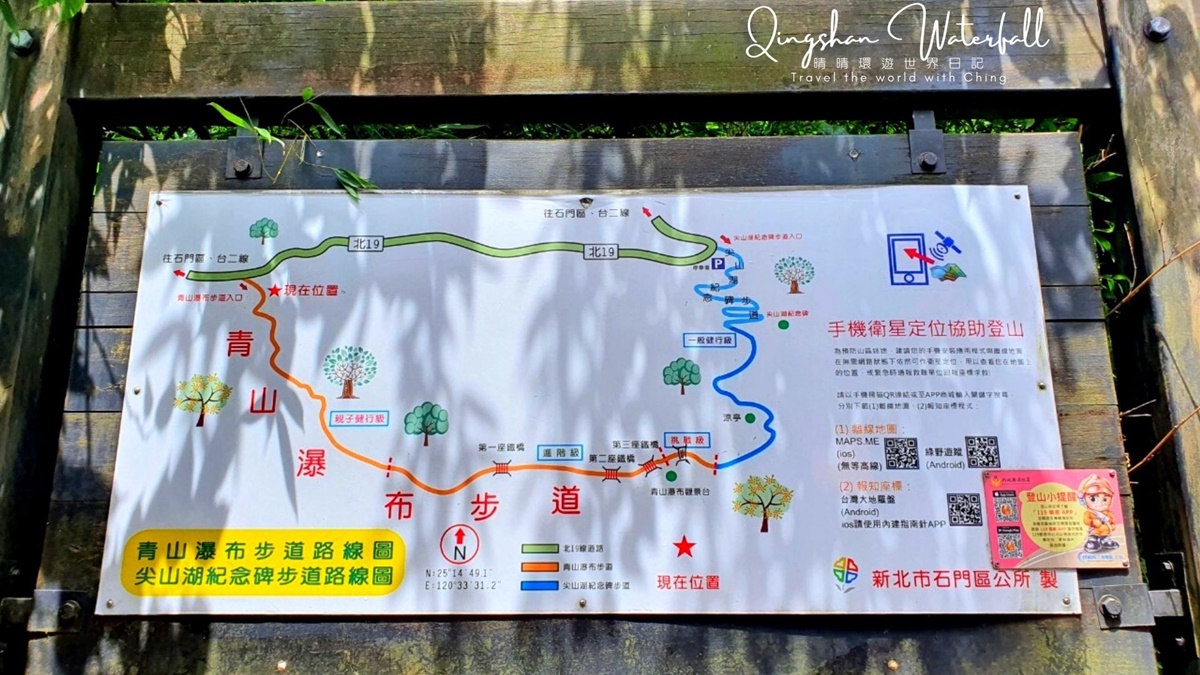 Qingshan Waterfall
晴晴環遊世界日記
Travel the world with Ching
往石門區、台二線
往石門區、台二線
北19
北19
尖山湖紀念碑步道入口
青山瀑布步道入口
現在位置
P
停車場
尖山湖紀念碑步道
尖山湖紀念碑
一般健行級
親子健行級
涼亭
第一座鐵橋
進階級
第二座鐵橋
第三座鐵橋
挑戰級
青山瀑布觀景台
青山瀑布步道
手機衛星定位協助登山
(1) 離線地圖：
MAPS.ME
(ios)
(無等高線)
綠野遊蹤
(Android)
(2) 報知座標：
台灣大地羅盤
(Android)
ios請使用內建指南針APP
登山小提醒
青山瀑布步道路線圖
尖山湖紀念碑步道路線圖
N
N:25°14'49.1"
E:120°33'31.2"
北19線道路
青山瀑布步道
尖山湖紀念碑步道
現在位置
新北市石門區公所 製